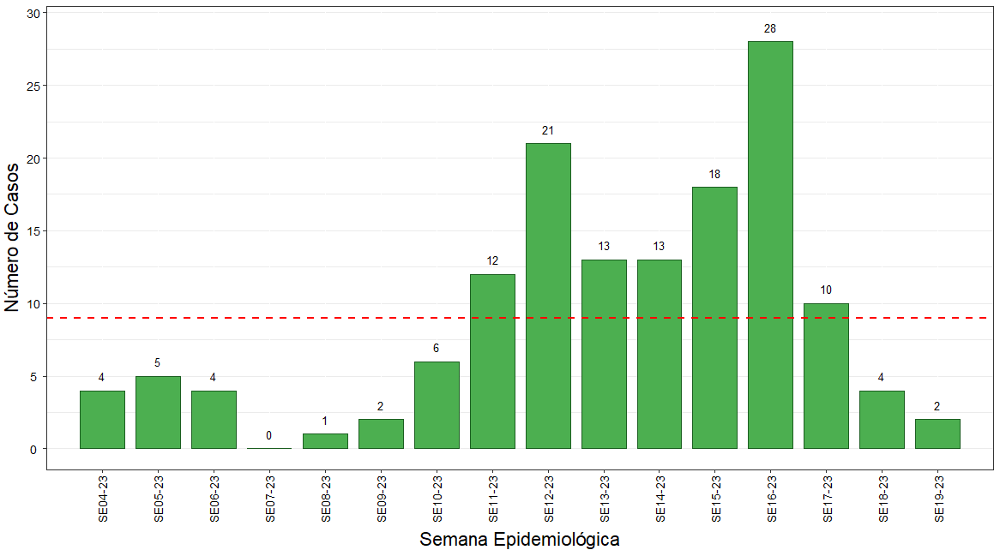 Número de Casos
30
25
20
15
10
5
0
4
5
4
0
1
2
6
12
21
13
13
18
28
10
4
2
SE04-23
SE05-23
SE06-23
SE07-23
SE08-23
SE09-23
SE10-23
SE11-23
SE12-23
SE13-23
SE14-23
SE15-23
SE16-23
SE17-23
SE18-23
SE19-23
Semana Epidemiológica